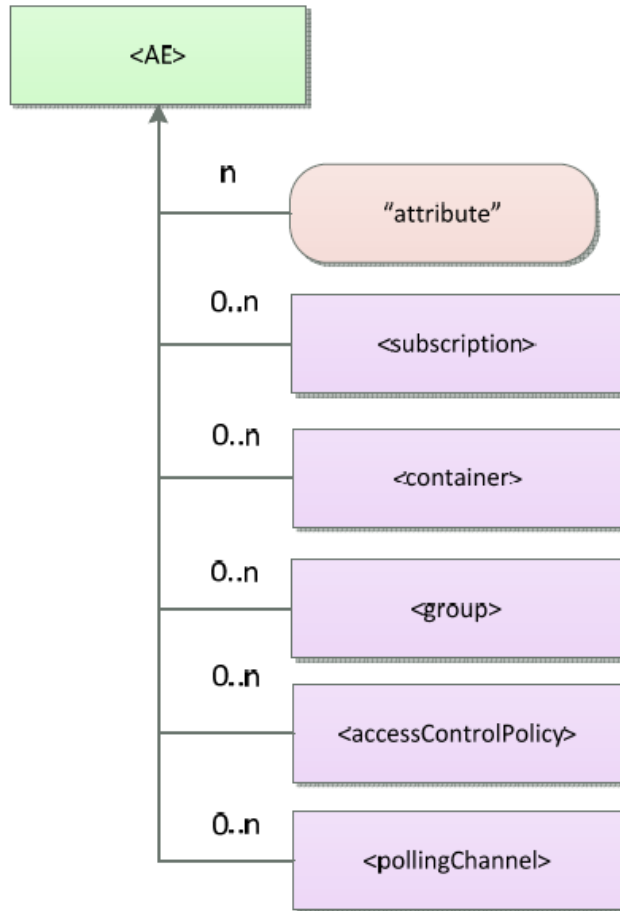 <AE>
n
“attribute”
0..n
<subscription>
0..n
<container>
0..n
<group>
0..n
<accessControlPolicy>
0..n
<pollingChannel>